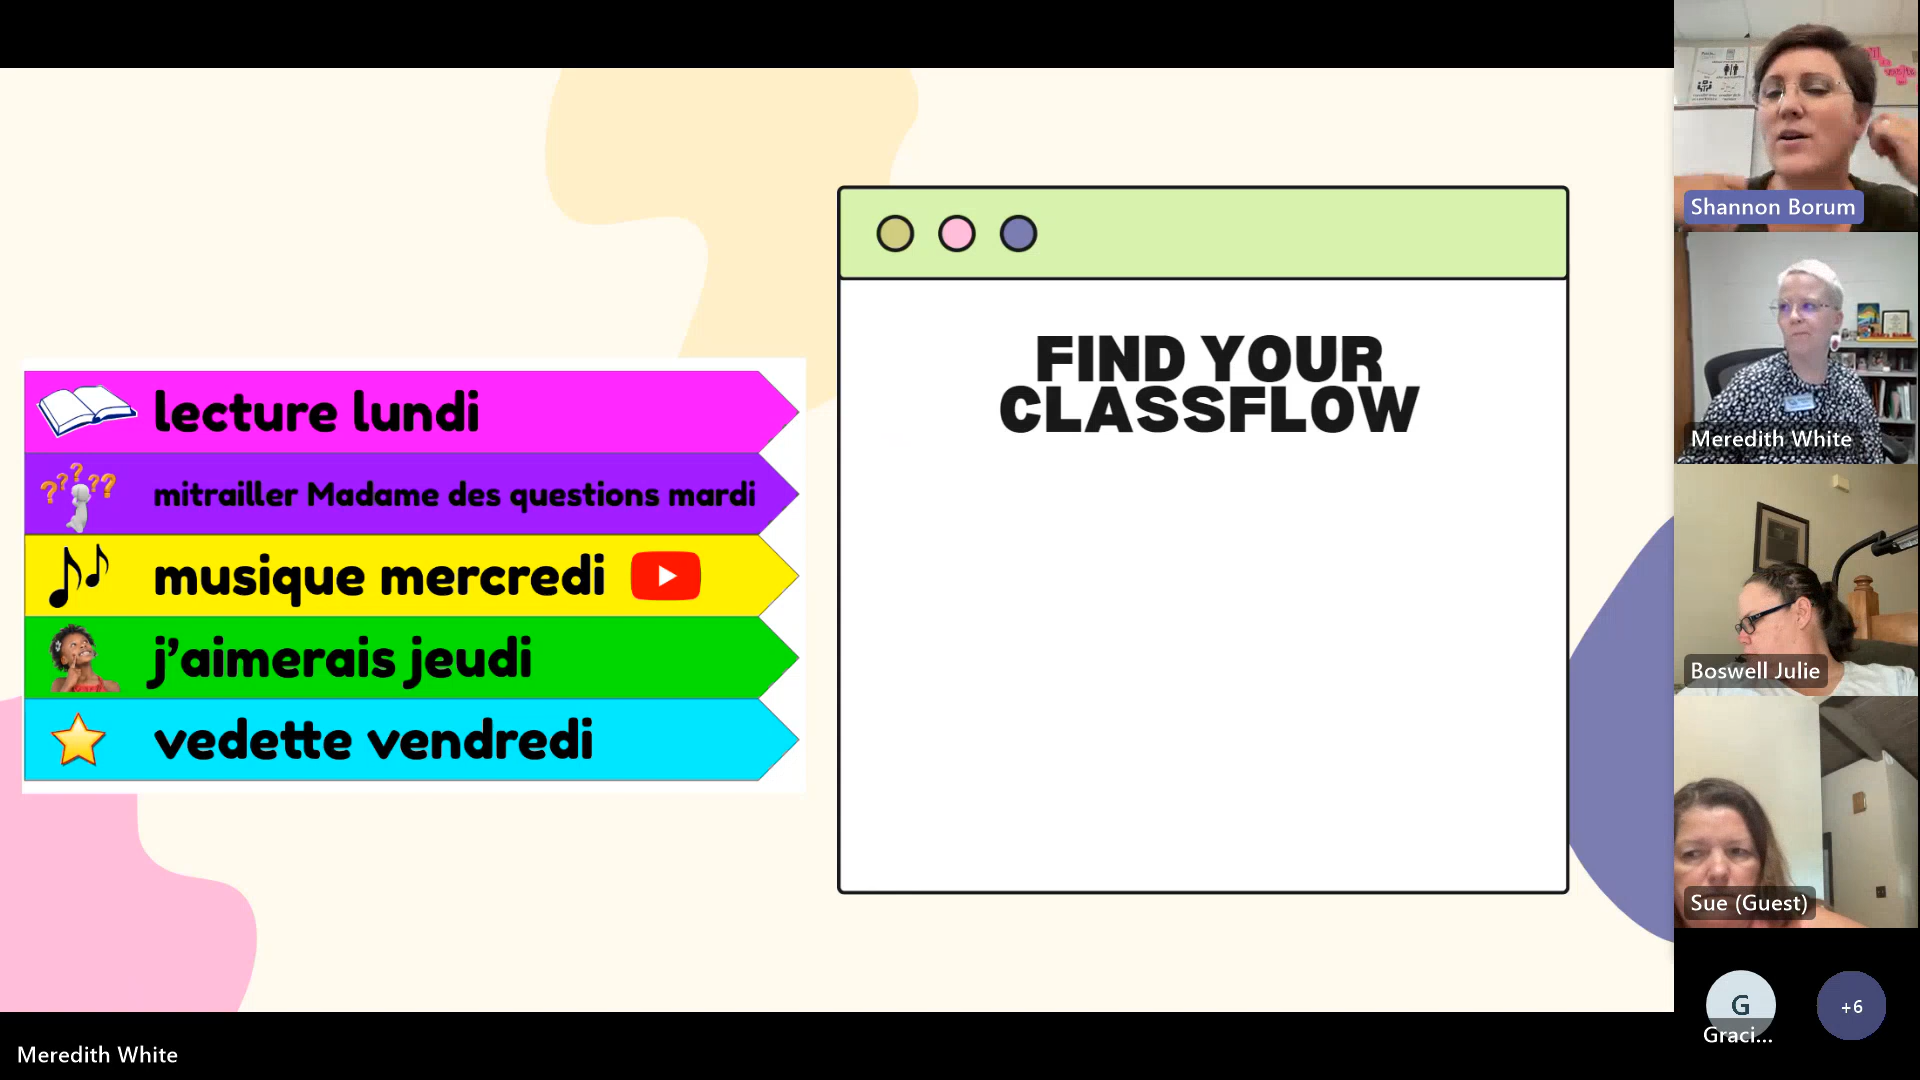 lecture lundi
mitrailler Madame des questions mardi
musique mercredi
j'aimerais jeudi
vedette vendredi
FIND YOUR
CLASSFLOW
Shannon Borum
Meredith White
Boswell Julie
Sue (Guest)
G
Graci...
+6
Meredith White